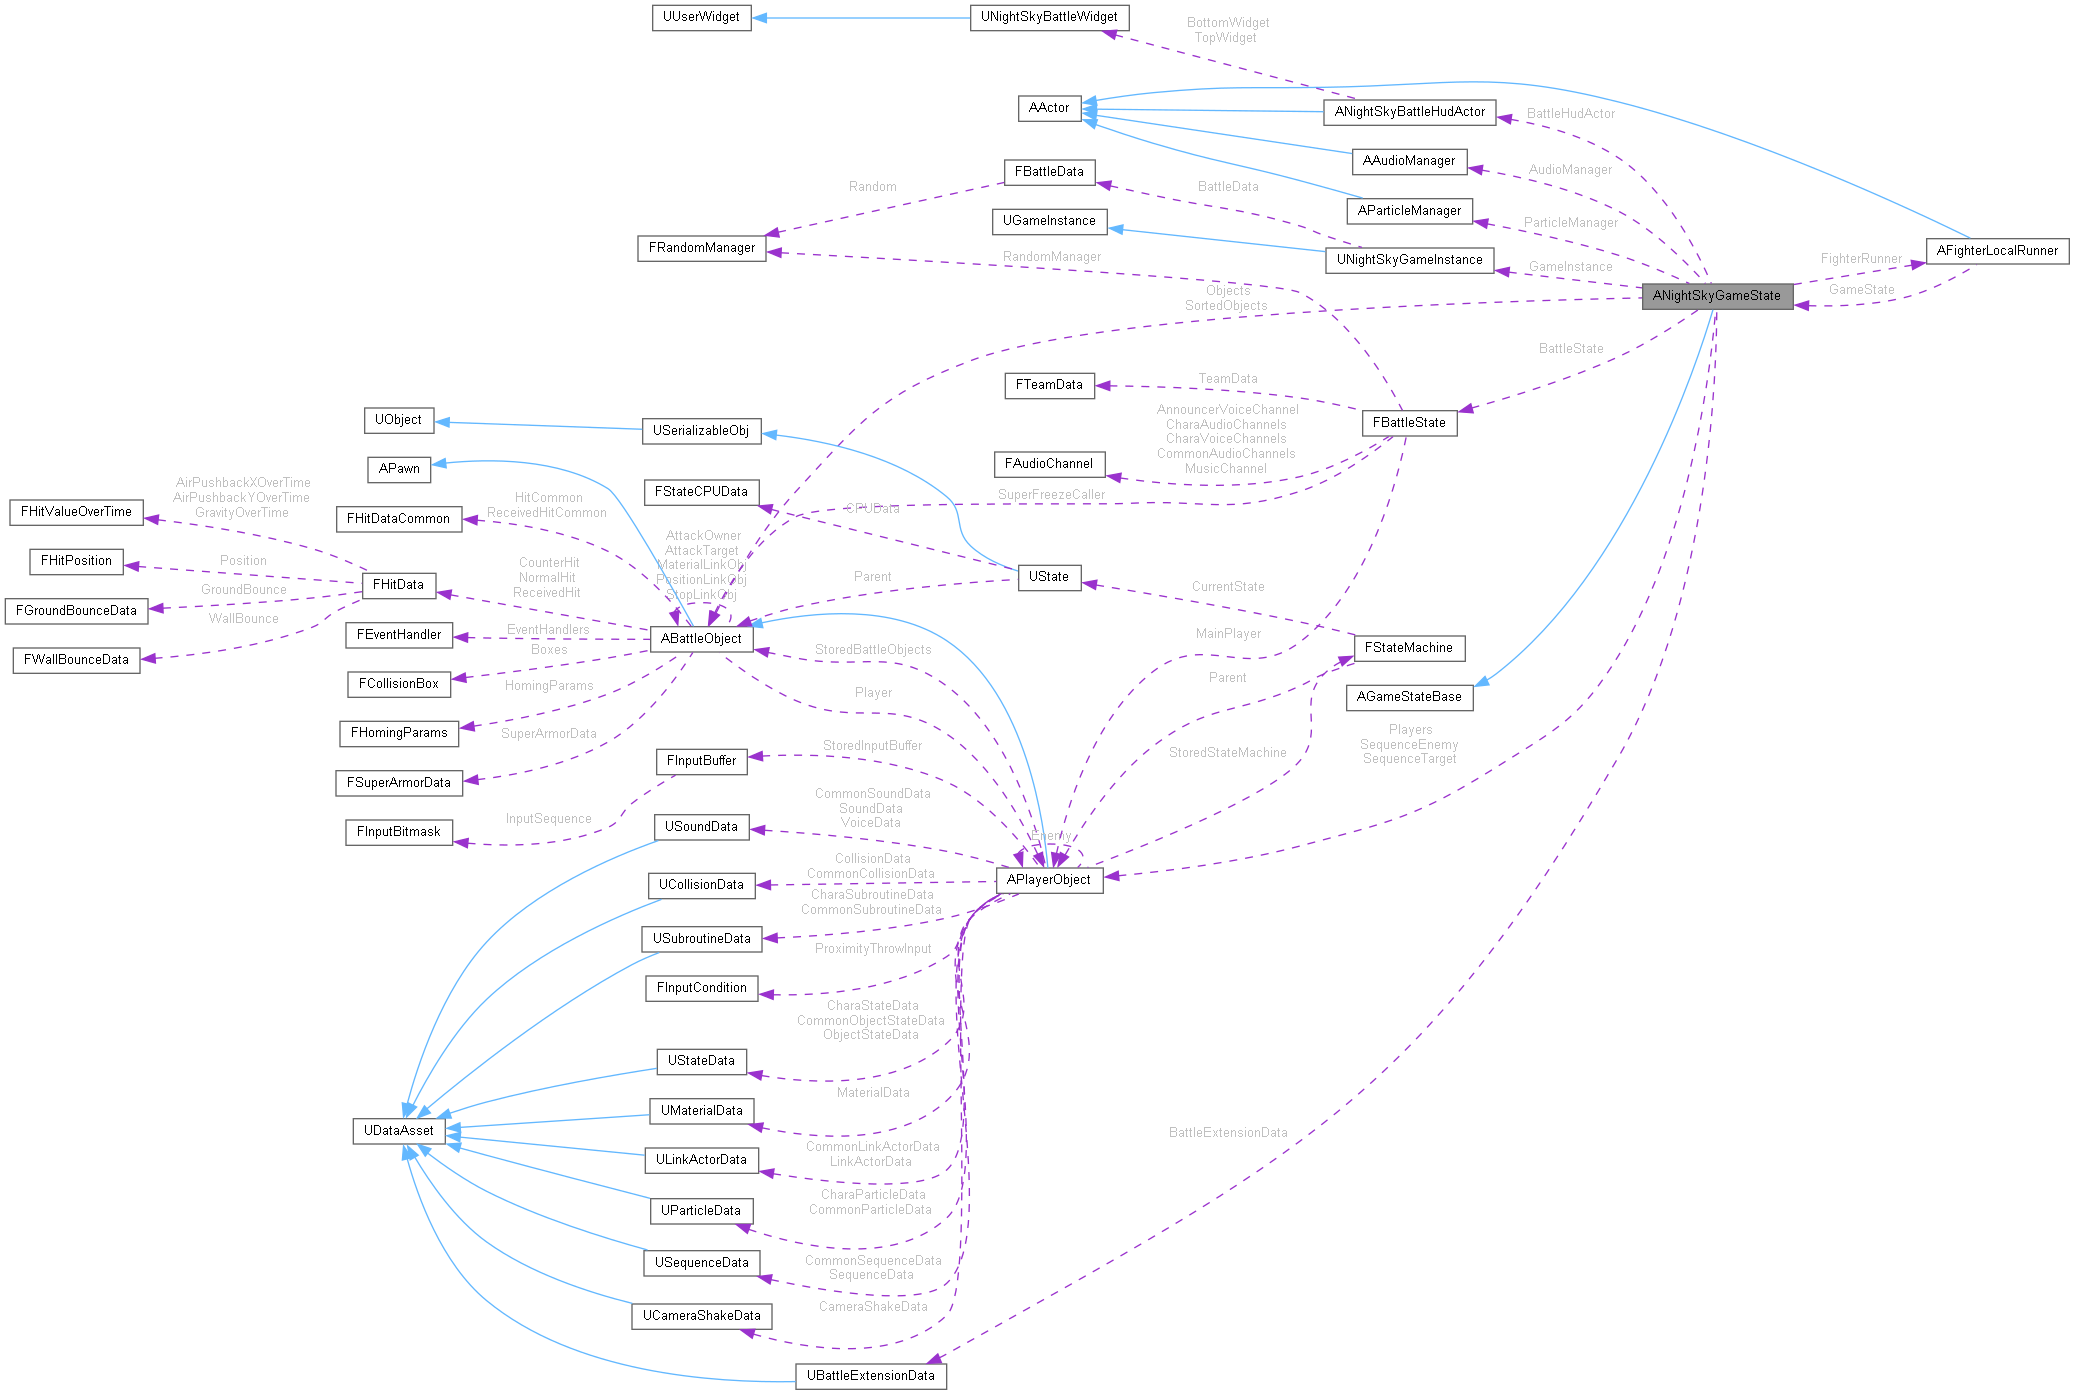 UUserWidget
UNightSkyBattleWidget
BottomWidget
TopWidget
AActor
ANightSkyBattleHudActor
BattleHudActor
AAudioManager
AudioManager
FBattleData
Random
BattleData
AParticleManager
ParticleManager
UGameInstance
FRandomManager
RandomManager
UNightSkyGameInstance
GameInstance
FighterRunner
AFighterLocalRunner
GameState
ANightSkyGameState
Objects
SortedObjects
BattleState
FTeamData
TeamData
UObject
USerializableObj
AnnouncerVoiceChannel
CharaAudioChannels
CharaVoiceChannels
CommonAudioChannels
MusicChannel
FBattleState
APawn
FAudioChannel
FStateCPUData
SuperFreezeCaller
CPUData
AirPushbackXOverTime
AirPushbackYOverTime
GravityOverTime
FHitValueOverTime
HitCommon
ReceivedHitCommon
FHitDataCommon
FHitPosition
Position
AttackOwner
AttackTarget
MaterialLinkObj
PositionLinkObj
StopLinkObj
CounterHit
NormalHit
ReceivedHit
FHitData
GroundBounce
FGroundBounceData
WallBounce
FWallBounceData
Parent
UState
CurrentState
FEventHandler
EventHandlers
ABattleObject
Boxes
StoredBattleObjects
MainPlayer
FStateMachine
FCollisionBox
HomingParams
Player
Parent
AGameStateBase
FHomingParams
SuperArmorData
FSuperArmorData
FInputBuffer
StoredInputBuffer
StoredStateMachine
Players
SequenceEnemy
SequenceTarget
FInputBitmask
InputSequence
USoundData
CommonSoundData
SoundData
VoiceData
Enemy
APlayerObject
UCollisionData
CollisionData
CommonCollisionData
CharaSubroutineData
CommonSubroutineData
USubroutineData
ProximityThrowInput
FInputCondition
CharaStateData
CommonObjectStateData
ObjectStateData
UStateData
MaterialData
UMaterialData
UDataAsset
CommonLinkActorData
LinkActorData
ULinkActorData
BattleExtensionData
CharaParticleData
CommonParticleData
UParticleData
CommonSequenceData
SequenceData
USequenceData
CameraShakeData
UCameraShakeData
UBattleExtensionData